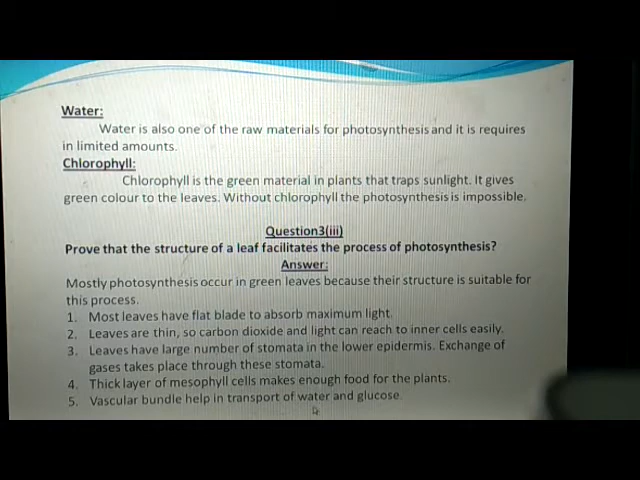 Water:
Water is also one of the raw materials for photosynthesis and it is requires
in limited amounts.
Chlorophyll:
Chlorophyll is the green material in plants that traps sunlight. It gives
green colour to the leaves. Without chlorophyll the photosynthesis is impossible.
Question3(iii)
Prove that the structure of a leaf facilitates the process of photosynthesis?
Answer:
Mostly photosynthesis occur in green leaves because their structure is suitable for
this process.
1. Most leaves have flat blade to absorb maximum light.
2. Leaves are thin, so carbon dioxide and light can reach to inner cells easily.
3. Leaves have large number of stomata in the lower epidermis. Exchange of
gases takes place through these stomata.
4. Thick layer of mesophyll cells makes enough food for the plants.
5. Vascular bundle help in transport of water and glucose.